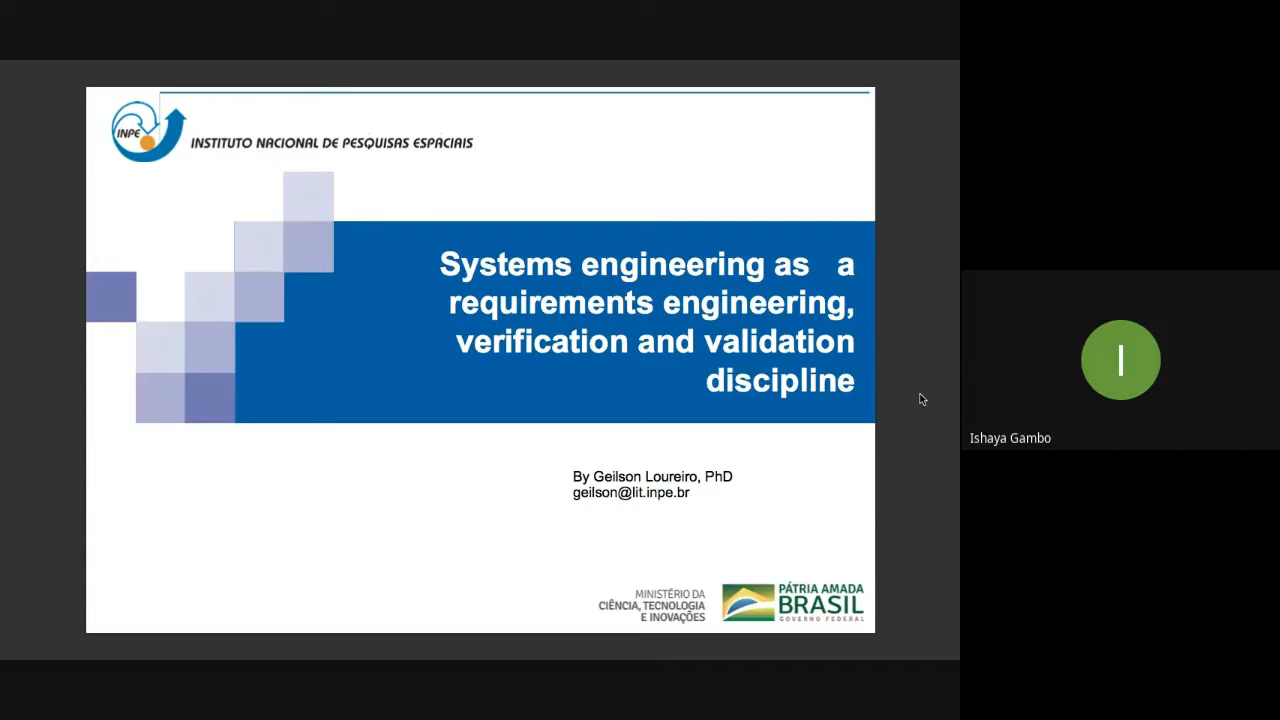 INPE
INSTITUTO NACIONAL DE PESQUISAS ESPACIAIS
Systems engineering as a
requirements engineering,
verification and validation
discipline
By Geilson Loureiro, PhD
geilson@lit.inpe.br
MINISTÉRIO DA
CIÊNCIA, TECNOLOGIA
E INOVAÇÕES
PÁTRIA AMADA
BRASIL
GOVERNO FEDERAL
I
Ishaya Gambo